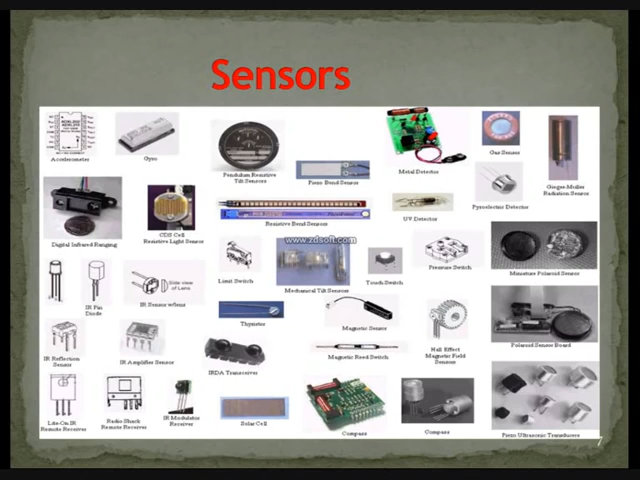 Sensors
Accelerometer
Gyro
Pendulum Resistive
Tilt Sensors
Piezo Bend Sensor
Metal Detector
Gas Sensor
Geiger-Muller
Radiation Sensor
Pyroelectric Detector
UV Detector
Resistive Bend Sensors
Digital Infrared Ranging
CDS Cell
Resistive Light Sensor
www.zdsoft.com
Limit Switch
Mechanical Tilt Sensors
Touch Switch
Pressure Switch
Miniature Polaroid Sensor
IR Pin
Diode
IR Sensor w/lens
Side view
of Lens
Thyristor
Magnetic Sensor
Hall Effect
Magnetic Field
Sensors
Polaroid Sensor Board
IR Reflection
Sensor
IR Amplifier Sensor
IRDA Transceiver
Magnetic Reed Switch
Lite-On IR
Remote Receiver
Radio Shack
Remote Receiver
IR Modulator
Receiver
Solar Cell
Compass
Compass
Piezo Ultrasonic Transducers
7